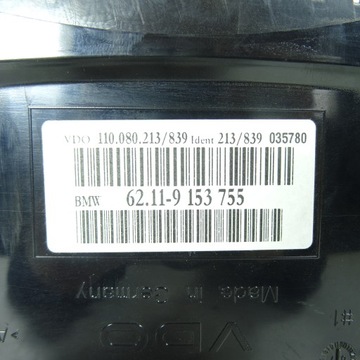 VDO 110.080.213/839 Ident 213/839 035780
BMW 62.11-9 153 755
Made in Germany
VDO
#1